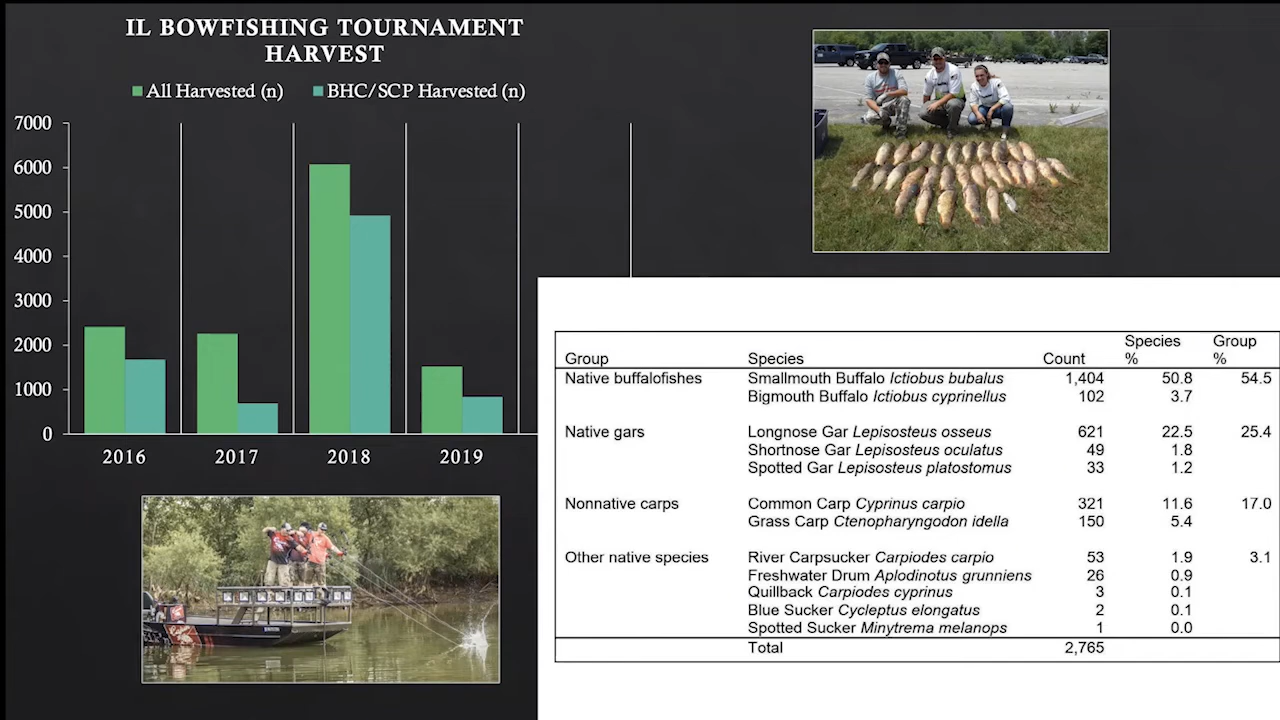 IL BOWFISHING TOURNAMENT
HARVEST
All Harvested (n) BHC/SCP Harvested (n)
7000
6000
5000
4000
3000
2000
1000
0
2016 2017 2018 2019
Group Species Count Species % Group %
Native buffalofishes Smallmouth Buffalo Ictiobus bubalus 1,404 50.8 54.5
Bigmouth Buffalo Ictiobus cyprinellus 102 3.7
Native gars Longnose Gar Lepisosteus osseus 621 22.5 25.4
Shortnose Gar Lepisosteus oculatus 49 1.8
Spotted Gar Lepisosteus platostomus 33 1.2
Nonnative carps Common Carp Cyprinus carpio 321 11.6 17.0
Grass Carp Ctenopharyngodon idella 150 5.4
Other native species River Carpsucker Carpiodes carpio 53 1.9 3.1
Freshwater Drum Aplodinotus grunniens 26 0.9
Quillback Carpiodes cyprinus 3 0.1
Blue Sucker Cycleptus elongatus 2 0.1
Spotted Sucker Minytrema melanops 1 0.0
Total 2,765